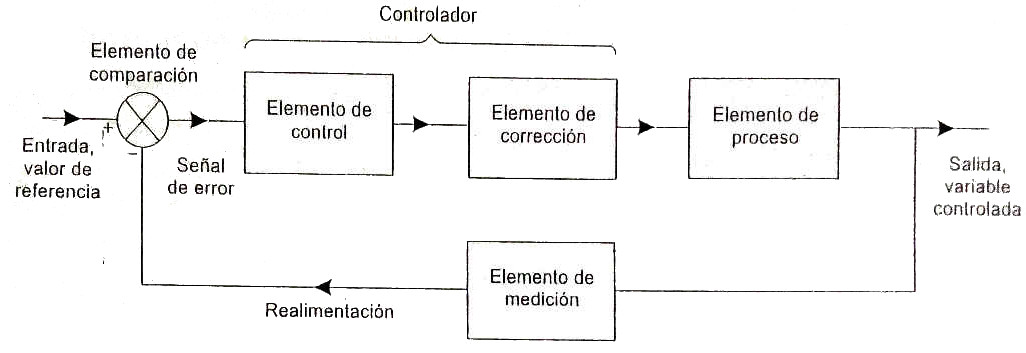 Controlador
Elemento de
comparación
Elemento de
control
Elemento de
corrección
Elemento de
proceso
+
-
Entrada,
valor de
referencia
Señal
de error
Salida,
variable
controlada
Elemento de
medición
Realimentación